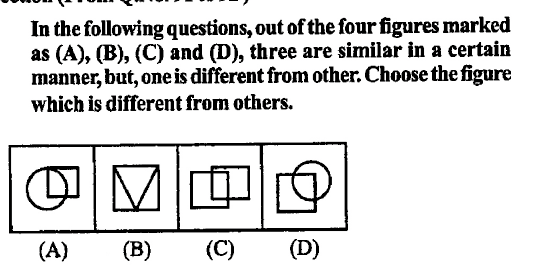 In the following questions, out of the four figures marked
as (A), (B), (C) and (D), three are similar in a certain
manner, but, one is different from other. Choose the figure
which is different from others.
(A) (B) (C) (D)